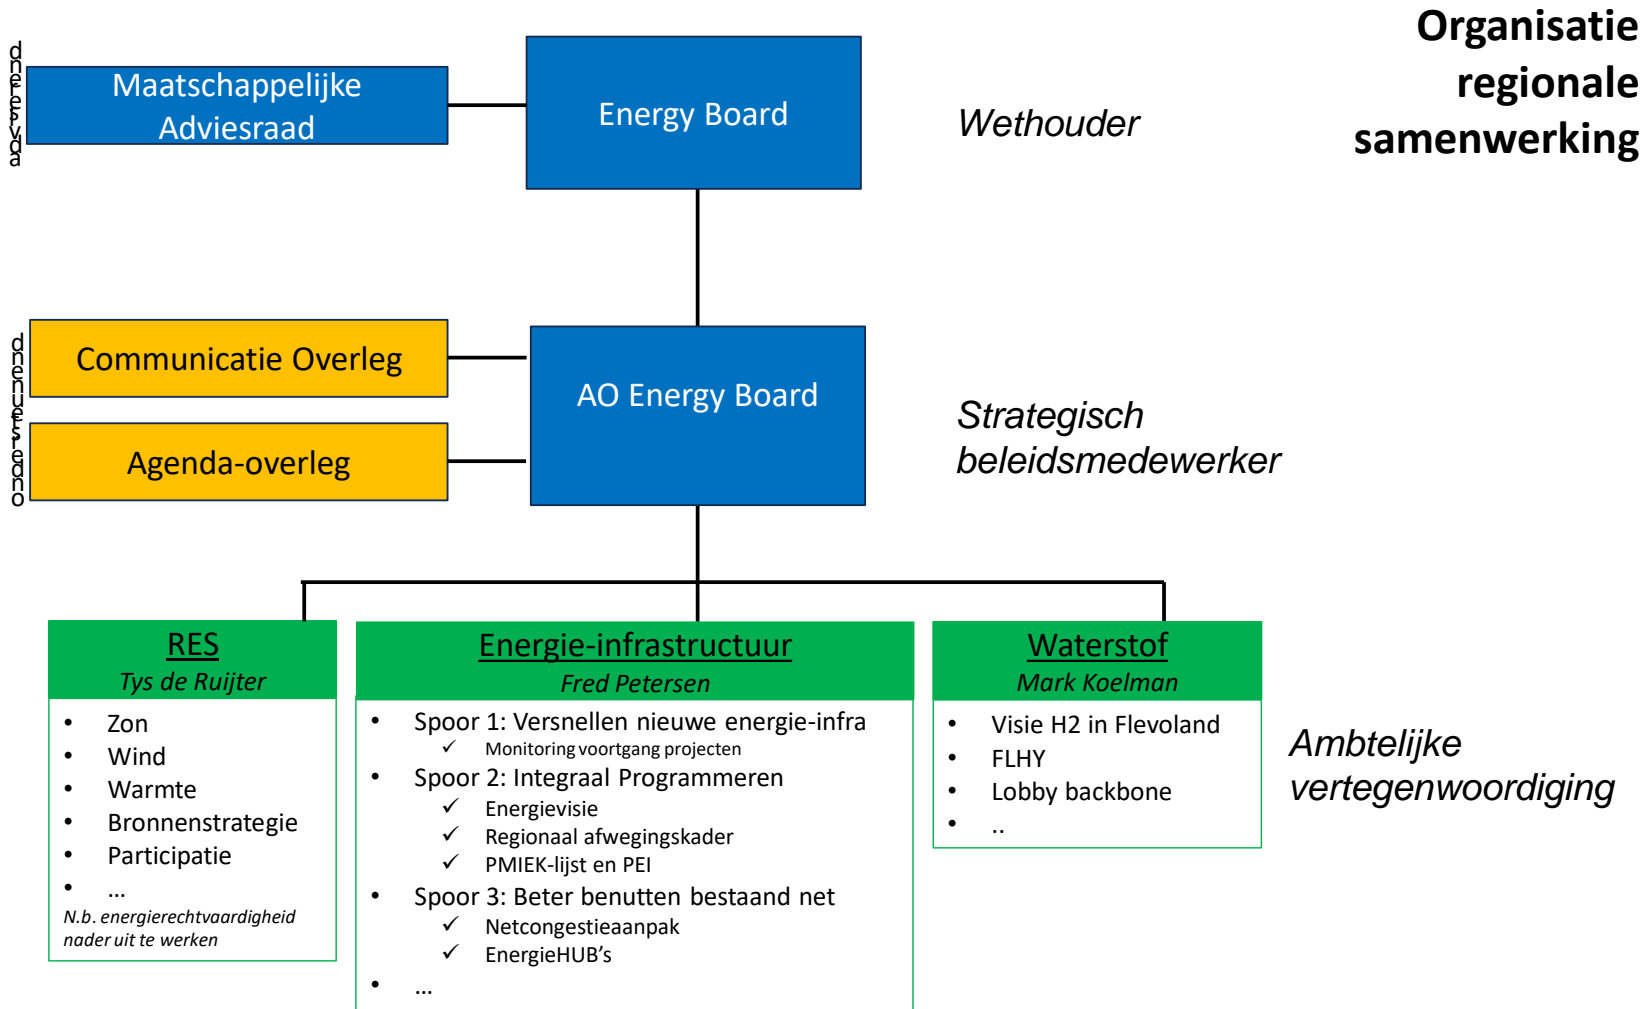 Organisatie
regionale
samenwerking
adviserend
Maatschappelijke
Adviesraad
Energy Board
Wethouder
ondersteunend
Communicatie Overleg
Agenda-overleg
AO Energy Board
Strategisch
beleidsmedewerker
RES
Tys de Ruijter
• Zon
• Wind
• Warmte
• Bronnenstrategie
• Participatie
• ...
N.b. energierechtvaardigheid
nader uit te werken
Energie-infrastructuur
Fred Petersen
• Spoor 1: Versnellen nieuwe energie-infra
✓ Monitoring voortgang projecten
• Spoor 2: Integraal Programmeren
✓ Energievisie
✓ Regionaal afwegingskader
✓ PMIEK-lijst en PEI
• Spoor 3: Beter benutten bestaand net
✓ Netcongestieaanpak
✓ EnergieHUB's
• ...
Waterstof
Mark Koelman
• Visie H2 in Flevoland
• FLHY
• Lobby backbone
• ..
Ambtelijke
vertegenwoordiging